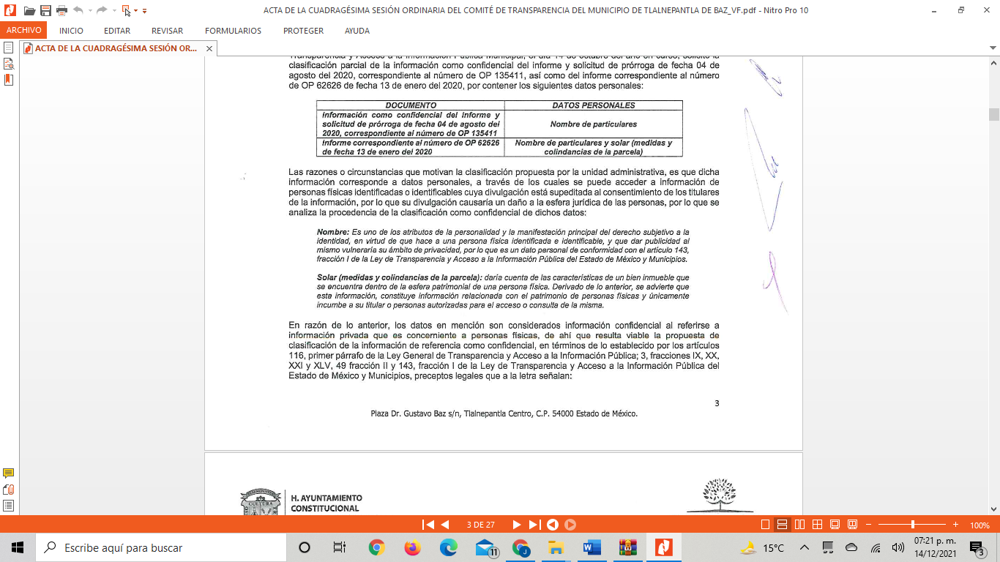 ACTA DE LA CUADRAGÉSIMA SESIÓN ORDINARIA DEL COMITÉ DE TRANSPARENCIA DEL MUNICIPIO DE TLALNEPANTLA DE BAZ_VF.pdf - Nitro Pro 10
ARCHIVO INICIO EDITAR REVISAR FORMULARIOS PROTEGER AYUDA
ACTA DE LA CUADRAGÉSIMA SESIÓN OR...
Transparencia y Acceso a la Información Pública Municipal, el día 14 de octubre del año en curso, solicitó la
clasificación parcial de la información como confidencial del informe y solicitud de prórroga de fecha 04 de
agosto del 2020, correspondiente al número de OP 135411, así como del informe correspondiente al número
de OP 62626 de fecha 13 de enero del 2020, por contener los siguientes datos personales:
DOCUMENTO DATOS PERSONALES
Información como confidencial del informe y
solicitud de prórroga de fecha 04 de agosto del
2020, correspondiente al número de OP 135411
Nombre de particulares
Informe correspondiente al número de OP 62626
de fecha 13 de enero del 2020
Nombre de particulares y solar (medidas y
colindancias de la parcela)
Las razones o circunstancias que motivan la clasificación propuesta por la unidad administrativa, es que dicha
información corresponde a datos personales, a través de los cuales se puede acceder a información de
personas físicas identificadas o identificables cuya divulgación está supeditada al consentimiento de los titulares
de la información, por lo que su divulgación causaría un daño a la esfera jurídica de las personas, por lo que se
analiza la procedencia de la clasificación como confidencial de dichos datos:
Nombre: Es uno de los atributos de la personalidad y la manifestación principal del derecho subjetivo a la
identidad, en virtud de que hace a una persona física identificada e identificable, y que dar publicidad al
mismo vulneraría su ámbito de privacidad, por lo que es un dato personal de conformidad con el artículo 143,
fracción I de la Ley de Transparencia y Acceso a la Información Pública del Estado de México y Municipios.
Solar (medidas y colindancias de la parcela): daría cuenta de las características de un bien inmueble que
se encuentra dentro de la esfera patrimonial de una persona física. Derivado de lo anterior, se advierte que
esta información, constituye información relacionada con el patrimonio de personas físicas y únicamente
incumbe a su titular o personas autorizadas para el acceso o consulta de la misma.
En razón de lo anterior, los datos en mención son considerados información confidencial al referirse a
información privada que es concerniente a personas físicas, de ahí que resulta viable la propuesta de
clasificación de la información de referencia como confidencial, en términos de lo establecido por los artículos
116, primer párrafo de la Ley General de Transparencia y Acceso a la Información Pública; 3, fracciones IX, XX,
XXI y XLV, 49 fracción II y 143, fracción I de la Ley de Transparencia y Acceso a la Información Pública del
Estado de México y Municipios, preceptos legales que a la letra señalan:
3
Plaza Dr. Gustavo Baz s/n, Tlalnepantla Centro, C.P. 54000 Estado de México.
CULTURA
H. AYUNTAMIENTO
CONSTITUCIONAL
3 DE 27
100%
Escribe aquí para buscar
11
15°C
07:21 p. m.
14/12/2021
3